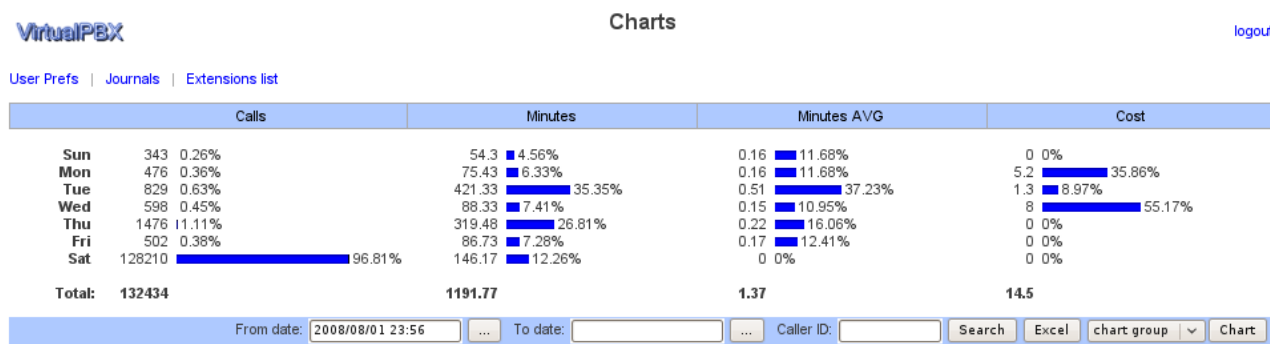 VirtualPBX
Charts
logout
User Prefs | Journals | Extensions list
Calls Minutes Minutes AVG Cost
Sun 343 0.26% 54.3 4.56% 0.16 11.68% 0 0%
Mon 476 0.36% 75.43 6.33% 0.16 11.68% 5.2 35.86%
Tue 829 0.63% 421.33 35.35% 0.51 37.23% 1.3 8.97%
Wed 598 0.45% 88.33 7.41% 0.15 10.95% 8 55.17%
Thu 1476 1.11% 319.48 26.81% 0.22 16.06% 0 0%
Fri 502 0.38% 86.73 7.28% 0.17 12.41% 0 0%
Sat 128210 96.81% 146.17 12.26% 0 0% 0 0%
Total: 132434 1191.77 1.37 14.5
From date: 2008/08/01 23:56 ... To date: ... Caller ID: Search Excel chart group Chart